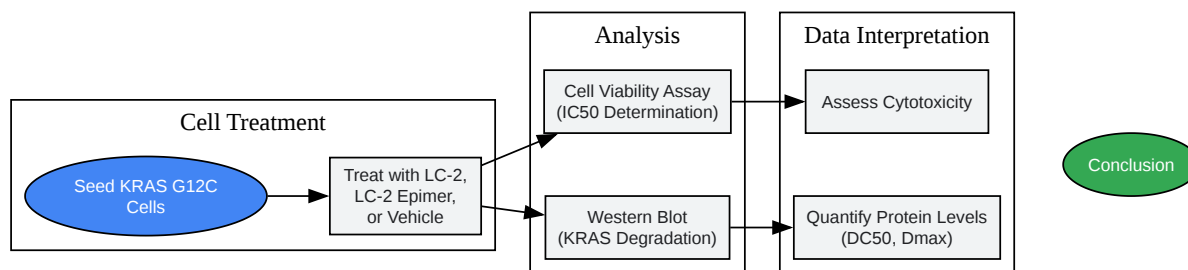 Cell Treatment
Seed KRAS G12C
Cells
Treat with LC-2,
LC-2 Epimer,
or Vehicle
Analysis
Cell Viability Assay
(IC50 Determination)
Western Blot
(KRAS Degradation)
Data Interpretation
Assess Cytotoxicity
Quantify Protein Levels
(DC50, Dmax)
Conclusion